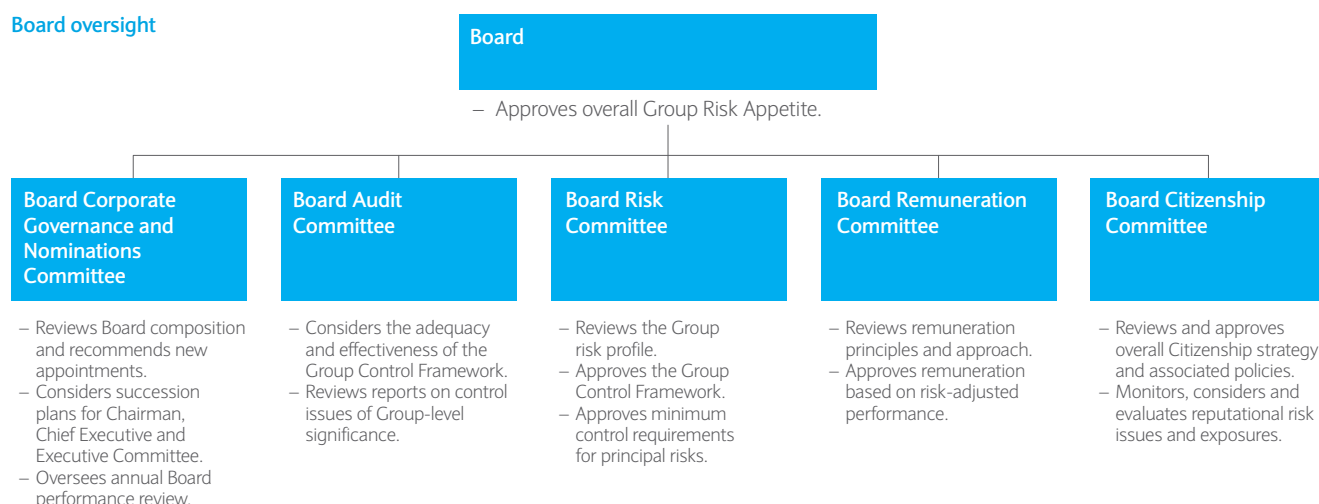 Board oversight
Board
– Approves overall Group Risk Appetite.
Board Corporate
Governance and
Nominations
Committee
– Reviews Board composition
and recommends new
appointments.
– Considers succession
plans for Chairman,
Chief Executive and
Executive Committee.
– Oversees annual Board
performance review.
Board Audit
Committee
– Considers the adequacy
and effectiveness of the
Group Control Framework.
– Reviews reports on control
issues of Group-level
significance.
Board Risk
Committee
– Reviews the Group
risk profile.
– Approves the Group
Control Framework.
– Approves minimum
control requirements
for principal risks.
Board Remuneration
Committee
– Reviews remuneration
principles and approach.
– Approves remuneration
based on risk-adjusted
performance.
Board Citizenship
Committee
– Reviews and approves
overall Citizenship strategy
and associated policies.
– Monitors, considers and
evaluates reputational risk
issues and exposures.